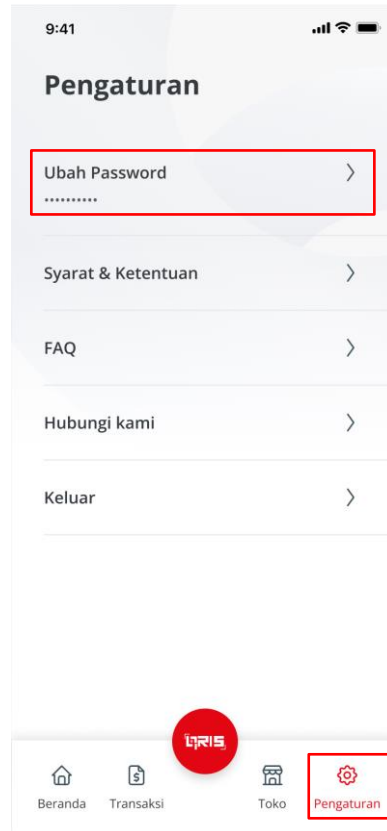 9:41
Pengaturan
Ubah Password
••••••••••
Syarat & Ketentuan
FAQ
Hubungi kami
Keluar
QRIS
Beranda
Transaksi
Toko
Pengaturan